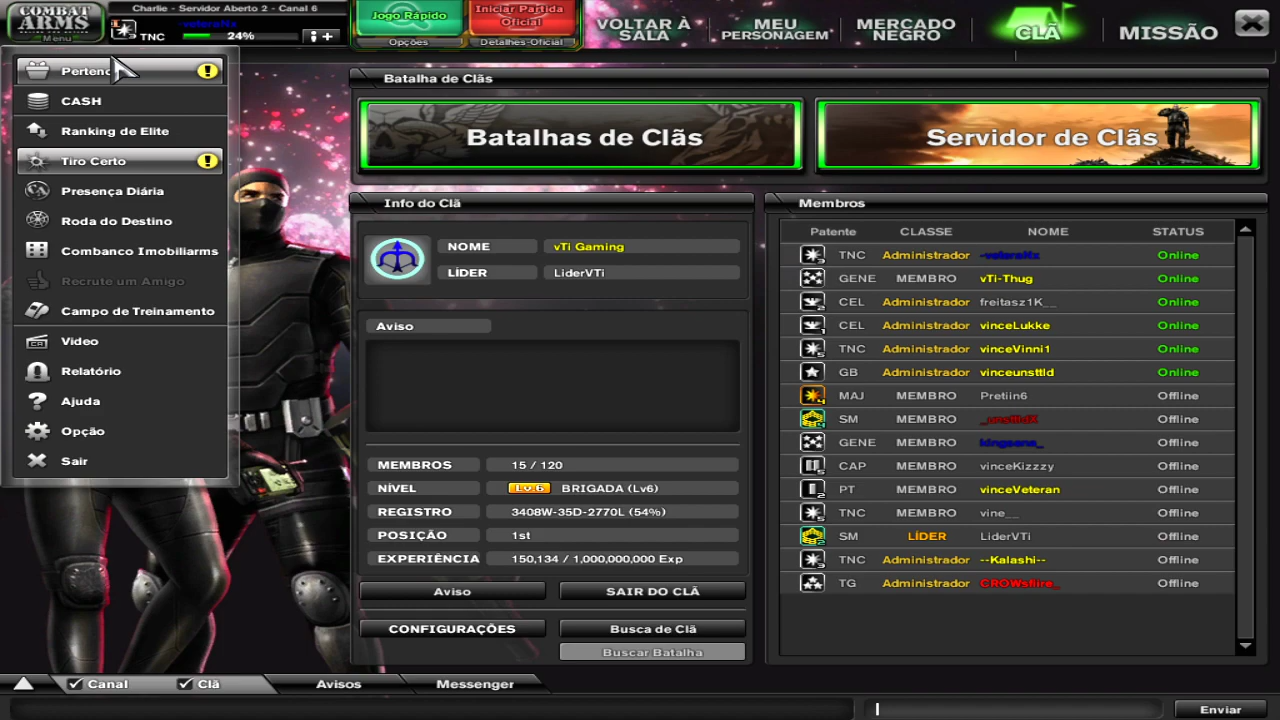 COMBAT
ARMS
Menu
Charlie - Servidor Aberto 2 - Canal 6
-veteraNx
TNC
24%
Jogo Rápido
Opções
Iniciar Partida
Oficial
Detalhes-Oficial
VOLTAR À
SALA
MEU
PERSONAGEM
MERCADO
NEGRO
CLÃ
MISSÃO
Pertenc
CASH
Ranking de Elite
Tiro Certo
Presença Diária
Roda do Destino
Combanco Imobiliarms
Recrute um Amigo
Campo de Treinamento
Video
Relatório
Ajuda
Opção
Sair
Batalha de Clãs
Batalhas de Clãs
Servidor de Clãs
Info do Clã
NOME vTi Gaming
LÍDER LiderVTi
Aviso
MEMBROS 15 / 120
NÍVEL Lv 6 BRIGADA (Lv6)
REGISTRO 3408W-35D-2770L (54%)
POSIÇÃO 1st
EXPERIÊNCIA 150,134 / 1,000,000,000 Exp
Aviso SAIR DO CLÃ
CONFIGURAÇÕES Busca de Clã
Buscar Batalha
Membros
Patente CLASSE NOME STATUS
TNC Administrador -veteraNx Online
GENE MEMBRO vTi-Thug Online
CEL Administrador freitasz1K__ Online
CEL Administrador vinceLukke Online
TNC Administrador vinceVinni1 Online
GB Administrador vinceunsttld Online
MAJ MEMBRO Pretiin6 Offline
SM MEMBRO _unsttldX Offline
GENE MEMBRO kingsena_ Offline
CAP MEMBRO vinceKizzzy Offline
PT MEMBRO vinceVeteran Offline
TNC MEMBRO vine__ Offline
SM LÍDER LiderVTi Offline
TNC Administrador --Kalashi-- Offline
TG Administrador CROWsfiire_ Offline
Canal Clã Avisos Messenger
Enviar